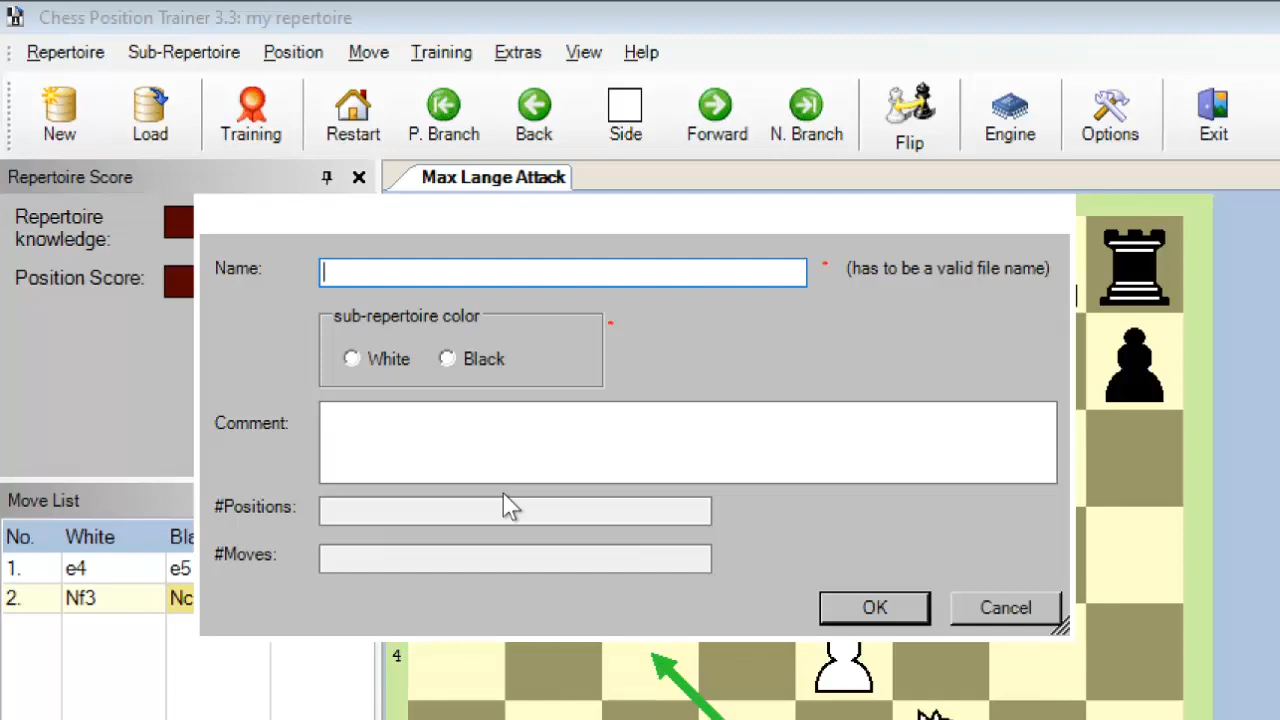 Chess Position Trainer 3.3: my repertoire
Repertoire Sub-Repertoire Position Move Training Extras View Help
New Load Training Restart P. Branch Back Side Forward N. Branch Flip Engine Options Exit
Repertoire Score
Max Lange Attack
Repertoire
knowledge:
Position Score:
Name: * (has to be a valid file name)
sub-repertoire color *
White Black
Comment:
#Positions:
#Moves:
OK Cancel
Move List
No. White Bla
1. e4 e5
2. Nf3 Nc
4